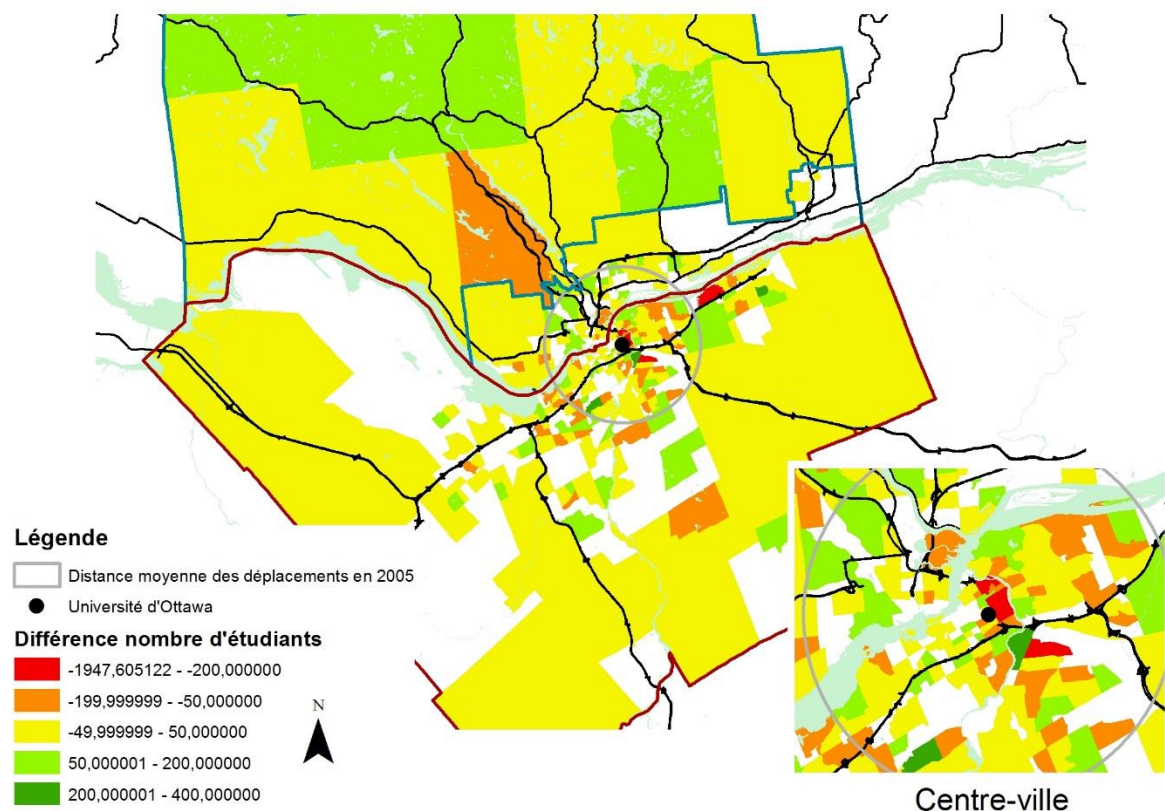 Légende
Distance moyenne des déplacements en 2005
Université d'Ottawa
Différence nombre d'étudiants
-1947,605122 - -200,000000
-199,999999 - -50,000000
-49,999999 - 50,000000
50,000001 - 200,000000
200,000001 - 400,000000
N
Centre-ville